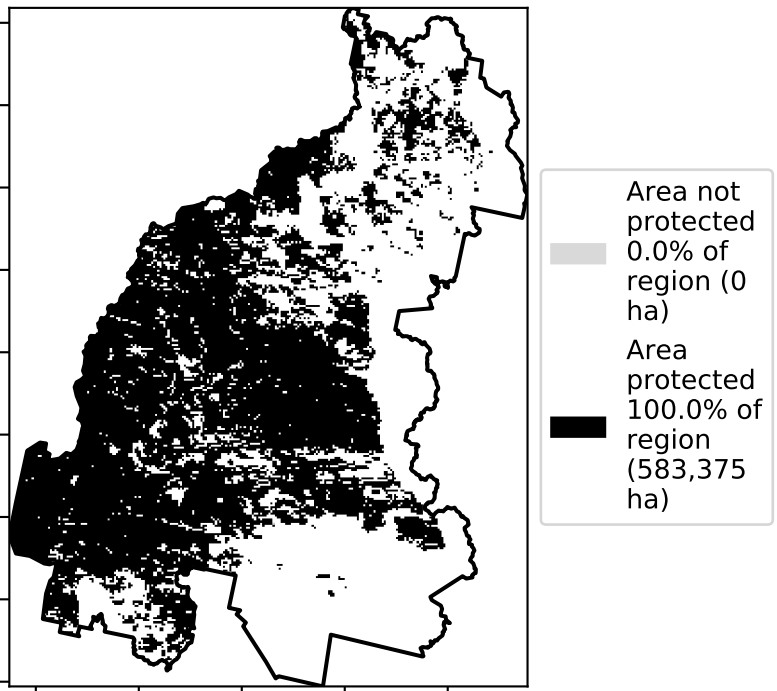 Area not
protected
0.0% of
region (0
ha)
Area
protected
100.0% of
region
(583,375
ha)